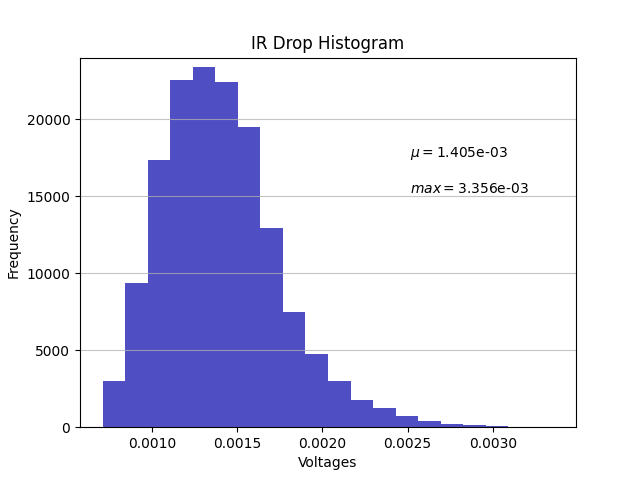 IR Drop Histogram
20000
15000
10000
5000
0
Frequency
μ = 1.405e-03
max = 3.356e-03
0.0010 0.0015 0.0020 0.0025 0.0030
Voltages